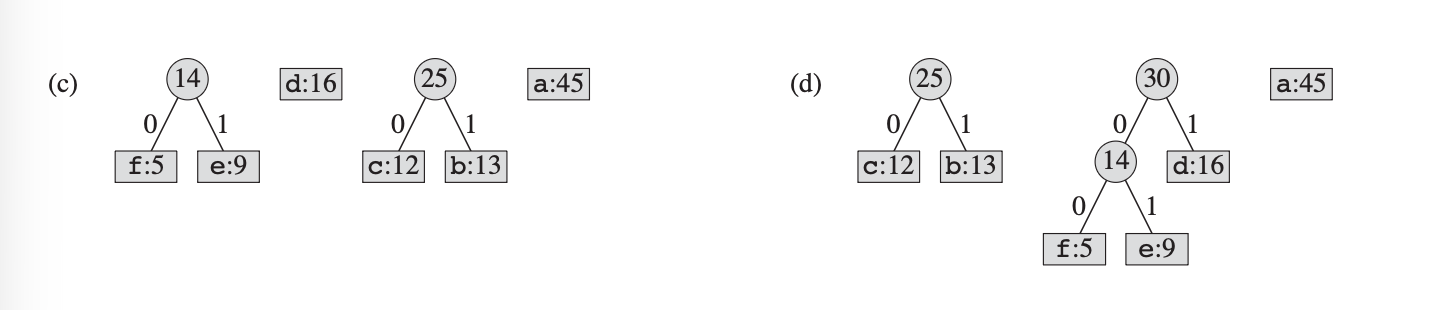 (c) 14 d:16 25 a:45 (d) 25 30 a:45
0 1 0 1 0 1 0 1
f:5 e:9 c:12 b:13 c:12 b:13 14 d:16
0 1
f:5 e:9